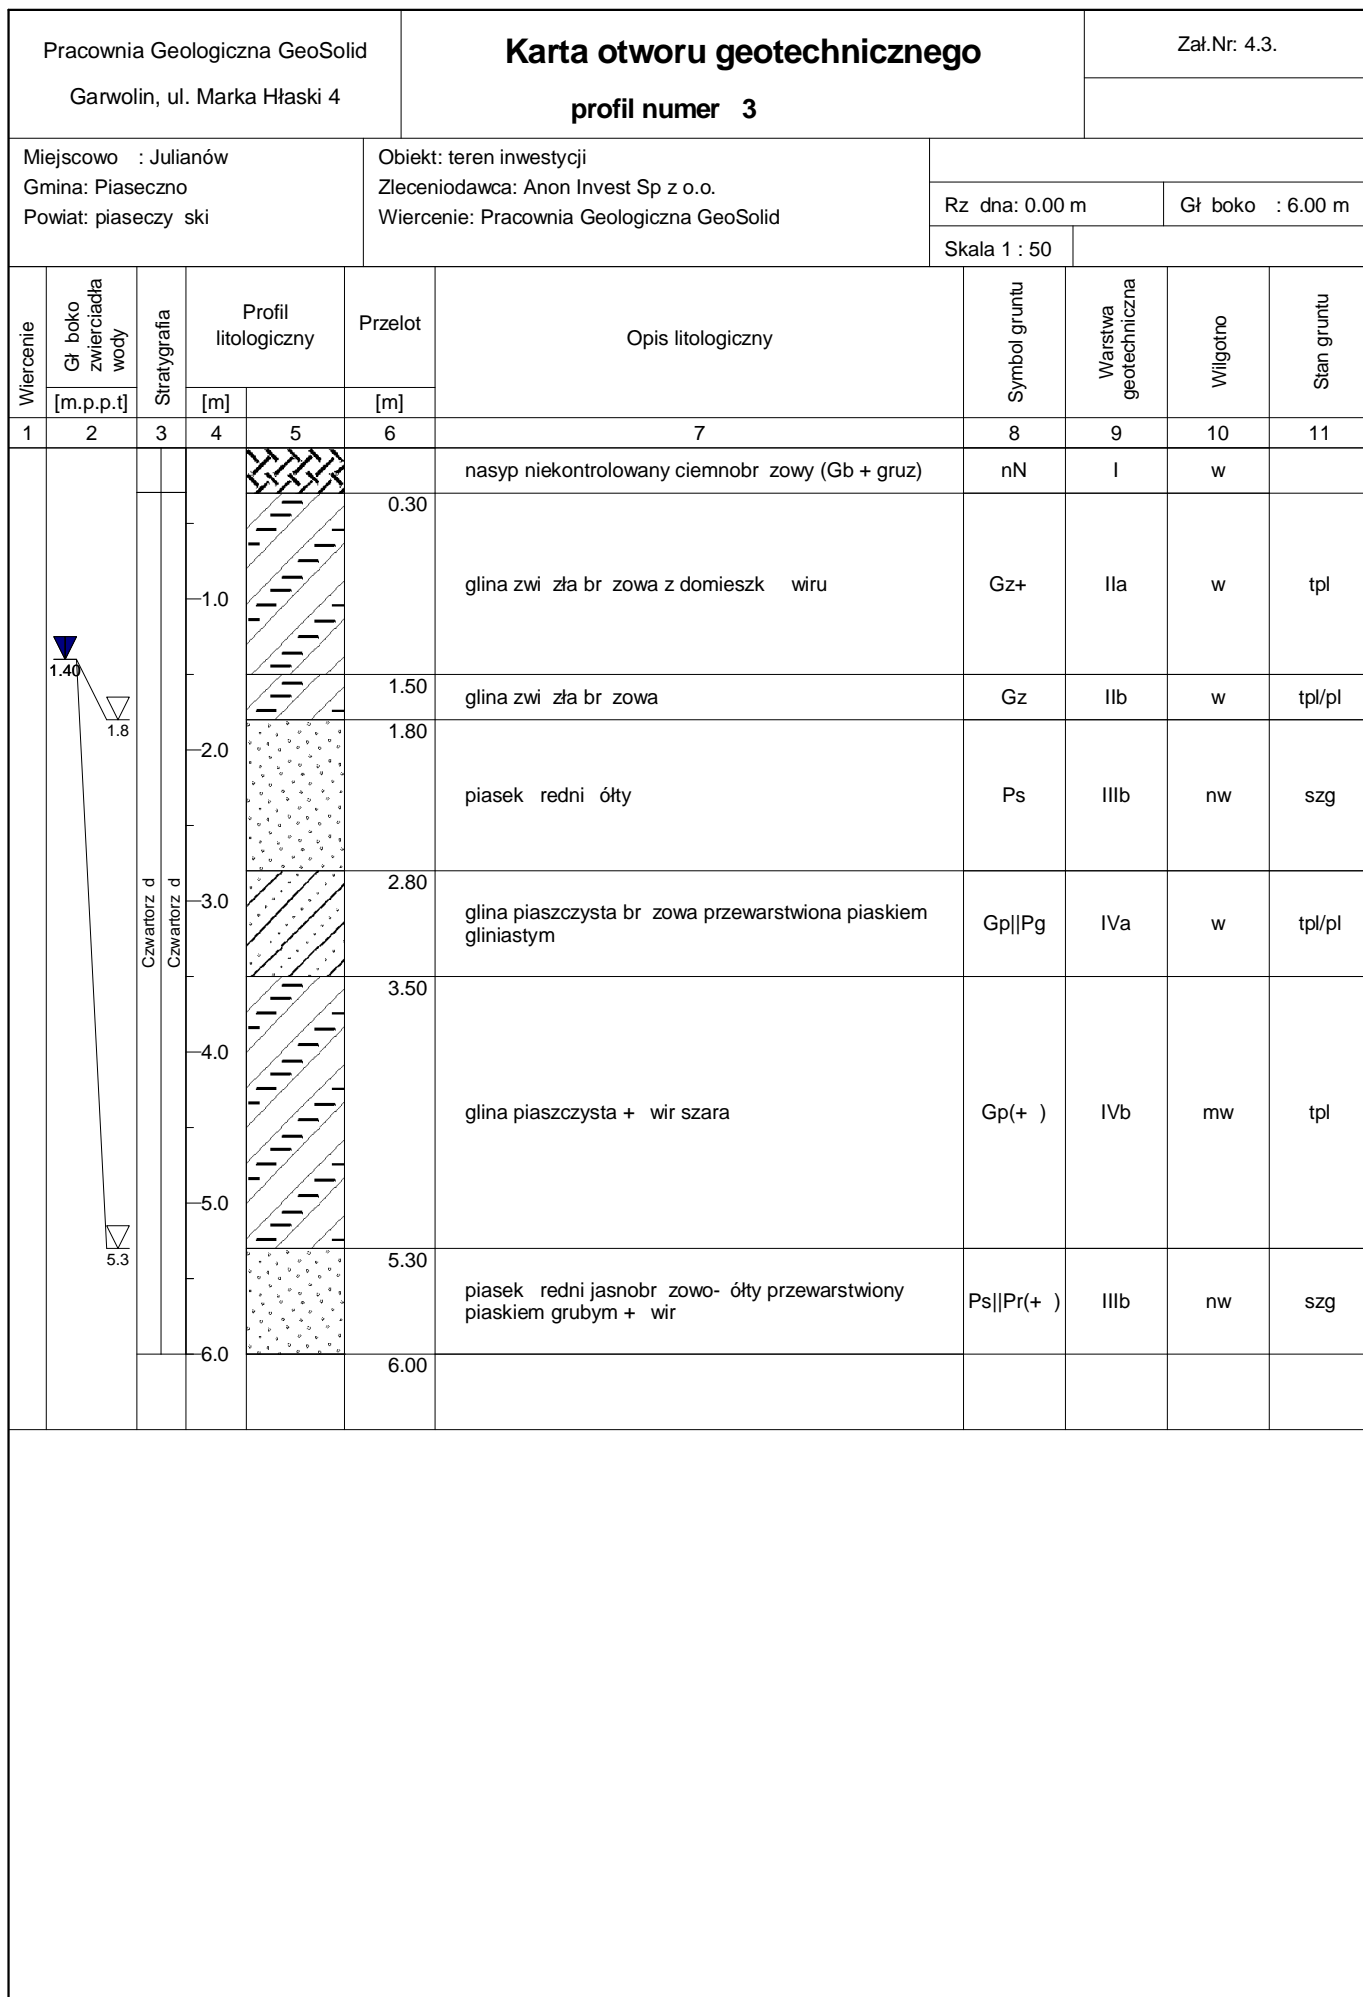 Pracownia Geologiczna GeoSolid
Garwolin, ul. Marka Hłaski 4
Karta otworu geotechnicznego
profil numer 3
Zał.Nr: 4.3.
Miejscowo : Julianów
Gmina: Piaseczno
Powiat: piaseczy ski
Obiekt: teren inwestycji
Zleceniodawca: Anon Invest Sp z o.o.
Wiercenie: Pracownia Geologiczna GeoSolid
Rz dna: 0.00 m
Gł boko : 6.00 m
Skala 1 : 50
Wiercenie
Gł boko
zwierciadła
wody
[m.p.p.t]
Stratygrafia
Profil
litologiczny
[m]
Przelot
[m]
Opis litologiczny
Symbol gruntu
Warstwa
geotechniczna
Wilgotno
Stan gruntu
1 2 3 4 5 6 7 8 9 10 11
nasyp niekontrolowany ciemnobr zowy (Gb + gruz) nN I w
0.30
glina zwi zła br zowa z domieszk wiru Gz+ IIa w tpl
1.0
1.40
1.50
glina zwi zła br zowa Gz IIb w tpl/pl
1.8
1.80
2.0
piasek redni ółty Ps IIIb nw szg
2.80
Czwartorz d
Czwartorz d
3.0
glina piaszczysta br zowa przewarstwiona piaskiem
gliniastym
Gp||Pg IVa w tpl/pl
3.50
4.0
glina piaszczysta + wir szara Gp(+ ) IVb mw tpl
5.0
5.3
5.30
piasek redni jasnobr zowo- ółty przewarstwiony
piaskiem grubym + wir
Ps||Pr(+ ) IIIb nw szg
6.0
6.00